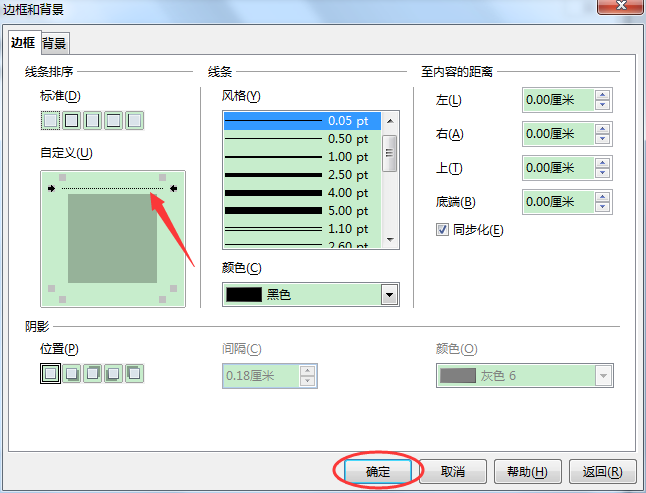 边框和背景
边框 背景
线条排序 线条 至内容的距离
标准(D) 风格(Y) 左(L) 0.00厘米
0.05 pt
0.50 pt
右(A) 0.00厘米
自定义(U) 1.00 pt
2.50 pt 上(T) 0.00厘米
4.00 pt
5.00 pt 底端(B) 0.00厘米
1.10 pt 同步化(E)
2.60 pt
颜色(C)
黑色
阴影
位置(P) 间隔(C) 颜色(O)
0.18厘米 灰色 6
确定 取消 帮助(H) 返回(R)